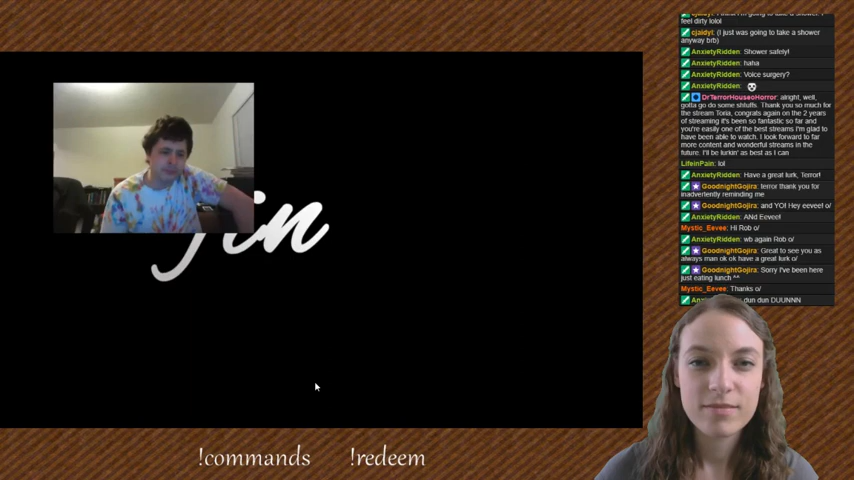 feel dirty lolol
cjaidyl: (I just was going to take a shower
anyway brb)
AnxietyRidden: Shower safely!
AnxietyRidden: haha
AnxietyRidden: Voice surgery?
AnxietyRidden:
DrTerrorHouseoHorror: alright, well,
gotta go do some shtuffs. Thank you so much for
the stream Toria, congrats again on the 2 years
of streaming it's been so fantastic so far and
you're easily one of the best streams I'm glad to
have been able to watch. I look forward to far
more content and wonderful streams in the
future. I'll be lurkin' as best as I can
LifeinPain: lol
AnxietyRidden: Have a great lurk, Terror!
GoodnightGojira: terror thank you for
inadvertently reminding me
GoodnightGojira: and YO! Hey eevee! o/
AnxietyRidden: ANd Eevee!
Mystic_Eevee: Hi Rob o/
AnxietyRidden: wb again Rob o/
GoodnightGojira: Great to see you as
always man ok ok have a great lurk o/
GoodnightGojira: Sorry I've been here
just eating lunch ^^
Mystic_Eevee: Thanks o/
dun dun DUUNNN
!commands !redeem